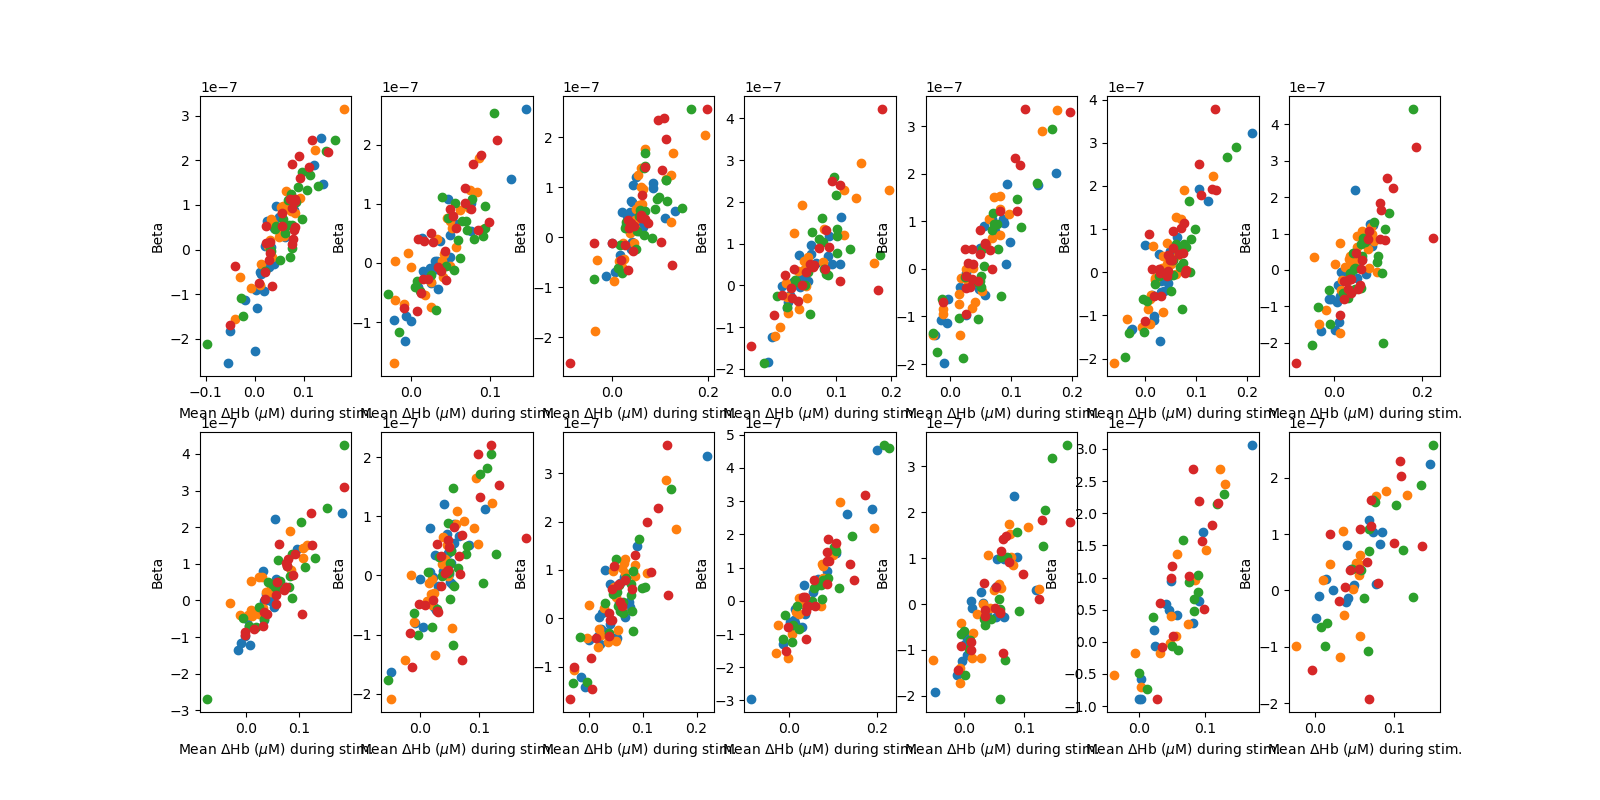 1e−7 1e−7 1e−7 1e−7 1e−7 1e−7 1e−7
Beta Beta Beta Beta Beta Beta Beta
3 2 1 0 −1 −2
2 1 0 −1
2 1 0 −1 −2
4 3 2 1 0 −1 −2
3 2 1 0 −1 −2
4 3 2 1 0 −1 −2
4 2 0 −2
−0.1 0.0 0.1 0.0 0.1 0.0 0.2 0.0 0.1 0.2 0.0 0.1 0.2 0.0 0.1 0.2 0.0 0.2
Mean ΔHb (μM) during stim. Mean ΔHb (μM) during stim. Mean ΔHb (μM) during stim. Mean ΔHb (μM) during stim. Mean ΔHb (μM) during stim. Mean ΔHb (μM) during stim. Mean ΔHb (μM) during stim.
1e−7 1e−7 1e−7 1e−7 1e−7 1e−7 1e−7
Beta Beta Beta Beta Beta Beta Beta
4 3 2 1 0 −1 −2 −3
2 1 0 −1 −2
3 2 1 0 −1
5 4 3 2 1 0 −1 −2 −3
3 2 1 0 −1 −2
3.0 2.5 2.0 1.5 1.0 0.5 0.0 −0.5 −1.0
2 1 0 −1 −2
0.0 0.1 0.0 0.1 0.0 0.1 0.2 0.0 0.1 0.2 0.0 0.1 0.0 0.1 0.0 0.1
Mean ΔHb (μM) during stim. Mean ΔHb (μM) during stim. Mean ΔHb (μM) during stim. Mean ΔHb (μM) during stim. Mean ΔHb (μM) during stim. Mean ΔHb (μM) during stim. Mean ΔHb (μM) during stim.